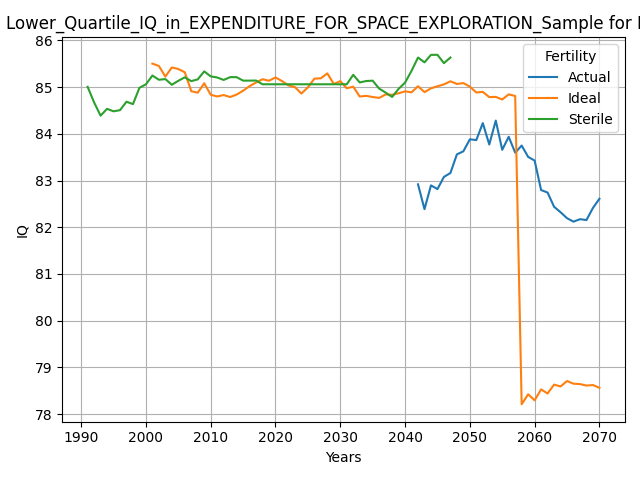 Lower_Quartile_IQ_in_EXPENDITURE_FOR_SPACE_EXPLORATION_Sample for
Fertility
Actual
Ideal
Sterile
86
85
84
83
82
81
80
79
78
IQ
1990 2000 2010 2020 2030 2040 2050 2060 2070
Years